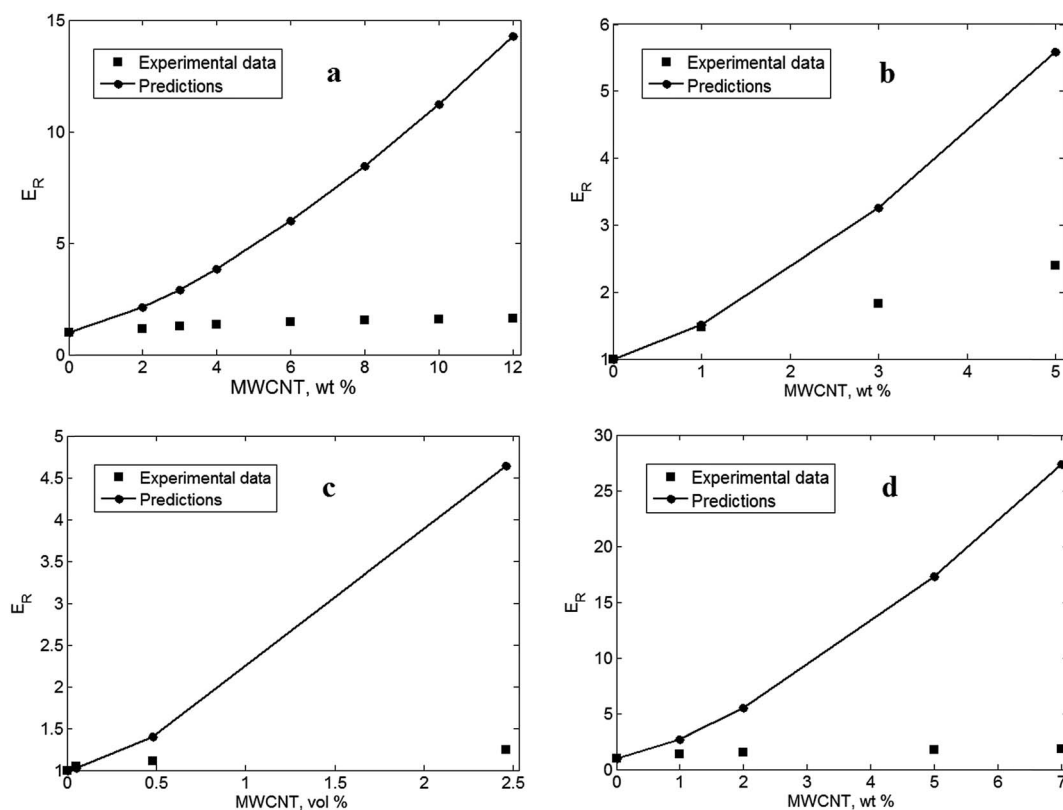 15
10
5
0
E_R
Experimental data
Predictions
a
0 2 4 6 8 10 12
MWCNT, wt %
6
5
4
3
2
1
E_R
Experimental data
Predictions
b
0 1 2 3 4 5
MWCNT, wt %
5
4.5
4
3.5
3
2.5
2
1.5
1
E_R
Experimental data
Predictions
c
0 0.5 1 1.5 2 2.5
MWCNT, vol %
30
25
20
15
10
5
0
E_R
Experimental data
Predictions
d
0 1 2 3 4 5 6 7
MWCNT, wt %